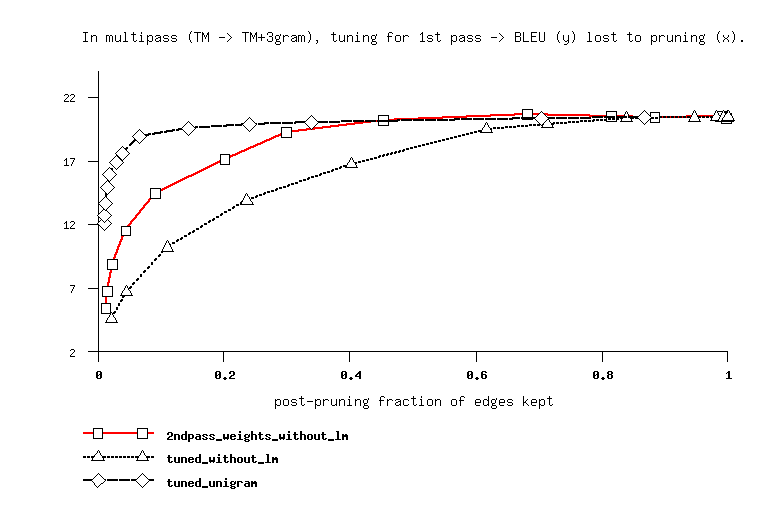 In multipass (TM -> TM+3gram), tuning for 1st pass -> BLEU (y) lost to pruning (x).
22
17
12
7
2
0 0.2 0.4 0.6 0.8 1
post-pruning fraction of edges kept
2ndpass_weights_without_lm
tuned_without_lm
tuned_unigram